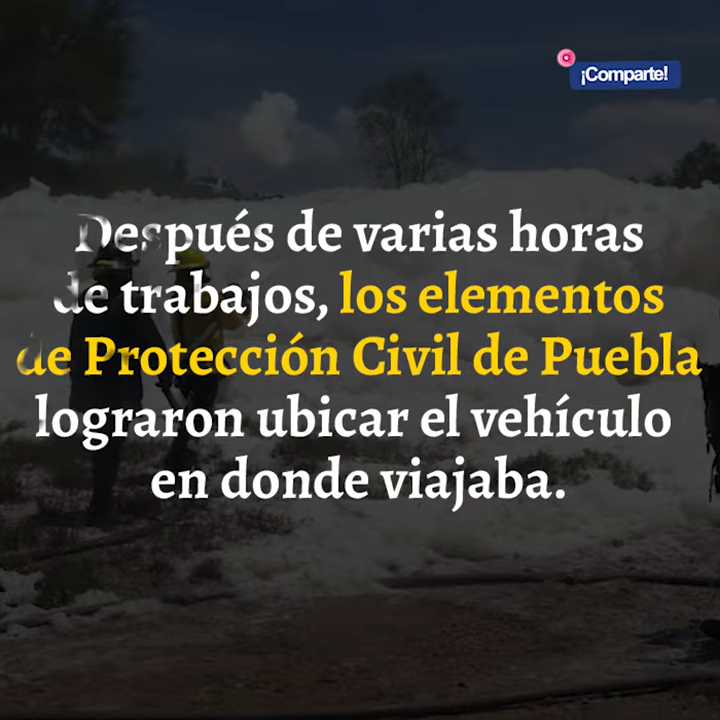 ¡Comparte!
Después de varias horas
de trabajos, los elementos
de Protección Civil de Puebla
lograron ubicar el vehículo
en donde viajaba.